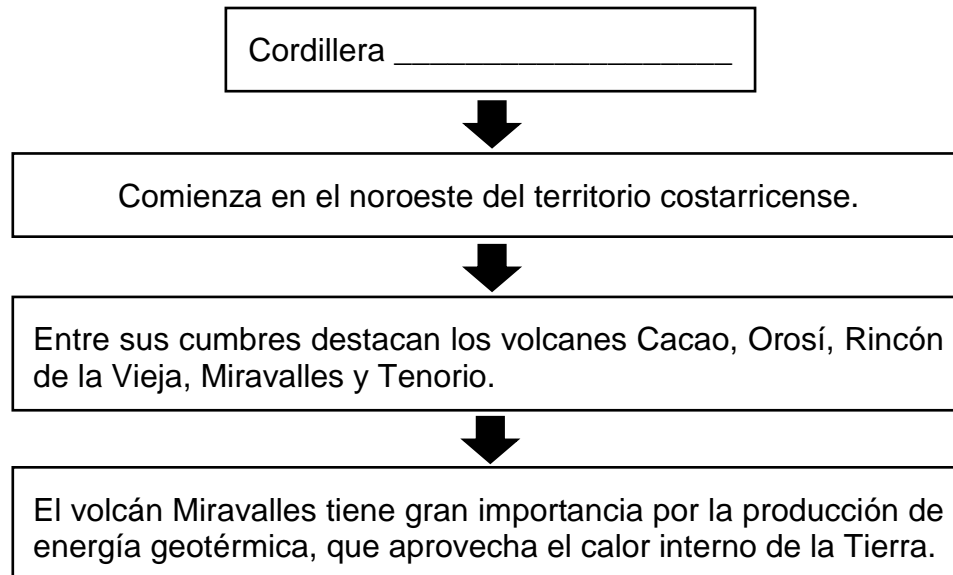 Cordillera ___________________
Comienza en el noroeste del territorio costarricense.
Entre sus cumbres destacan los volcanes Cacao, Orosí, Rincón
de la Vieja, Miravalles y Tenorio.
El volcán Miravalles tiene gran importancia por la producción de
energía geotérmica, que aprovecha el calor interno de la Tierra.